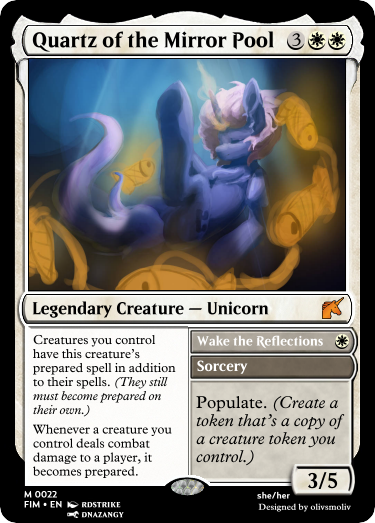 Quartz of the Mirror Pool 3
Legendary Creature — Unicorn
Creatures you control
have this creature's
prepared spell in addition
to their spells. (They still
must become prepared on
their own.)
Whenever a creature you
control deals combat
damage to a player, it
becomes prepared.
Wake the Reflections
Sorcery
Populate. (Create a
token that's a copy of
a creature token you
control.)
3/5
M 0022
FIM • EN RDSTRIKE
DNAZANGY
she/her
Designed by olivsmoliv